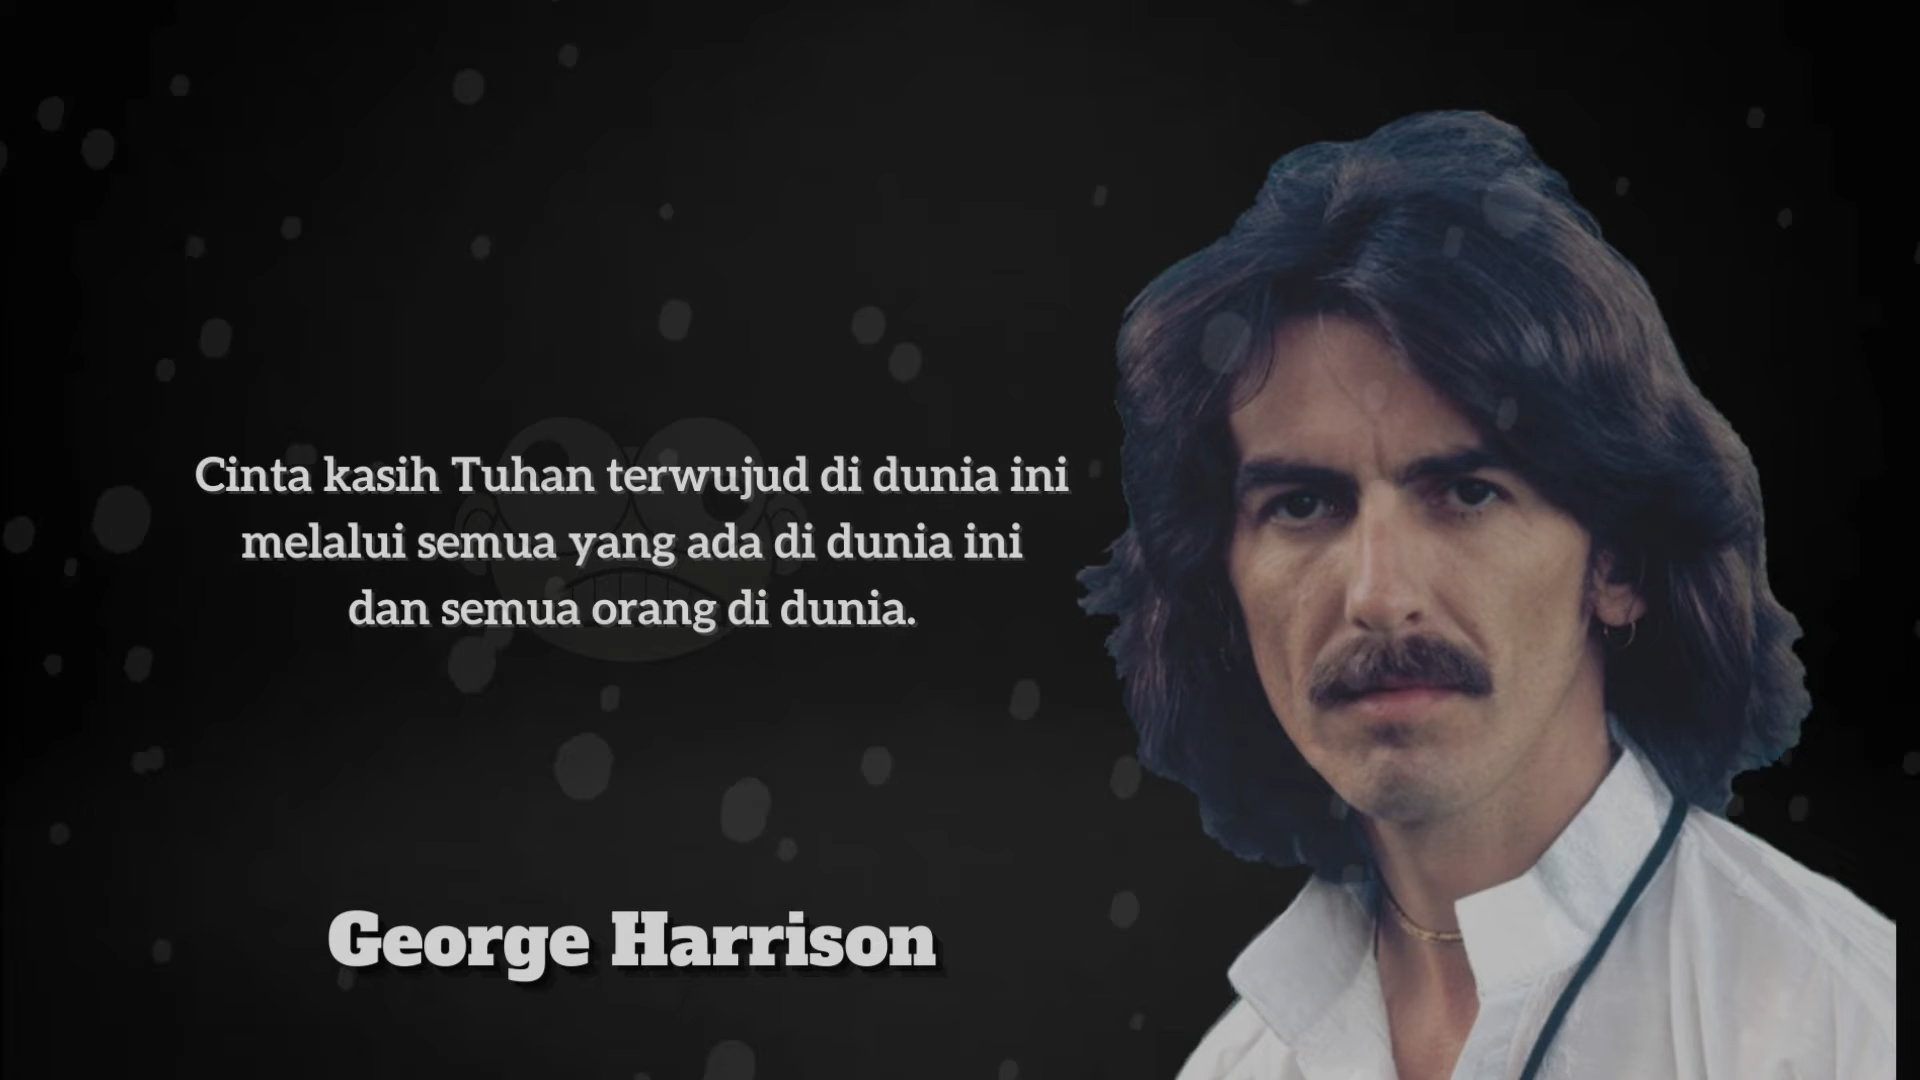 Cinta kasih Tuhan terwujud di dunia ini
melalui semua yang ada di dunia ini
dan semua orang di dunia.
George Harrison